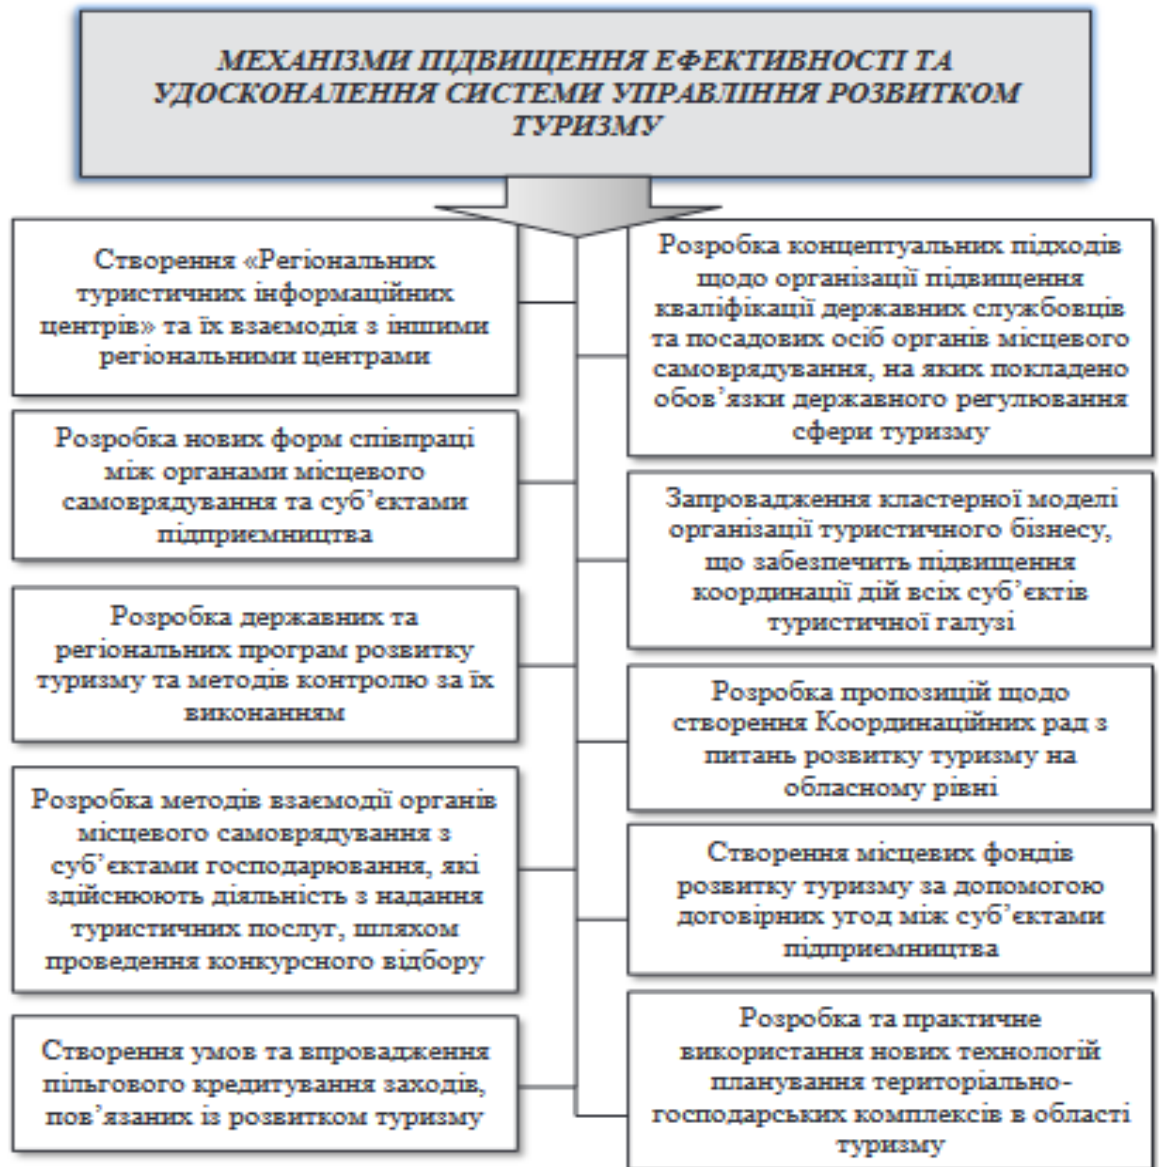 МЕХАНІЗМИ ПІДВИЩЕННЯ ЕФЕКТИВНОСТІ ТА
УДОСКОНАЛЕННЯ СИСТЕМИ УПРАВЛІННЯ РОЗВИТКОМ
ТУРИЗМУ
Створення «Регіональних
туристичних інформаційних
центрів» та їх взаємодія з іншими
регіональними центрами
Розробка нових форм співпраці
між органами місцевого
самоврядування та суб’єктами
підприємництва
Розробка державних та
регіональних програм розвитку
туризму та методів контролю за їх
виконанням
Розробка методів взаємодії органів
місцевого самоврядування з
суб’єктами господарювання, які
здійснюють діяльність з надання
туристичних послуг, шляхом
проведення конкурсного відбору
Створення умов та впровадження
пільгового кредитування заходів,
пов’язаних із розвитком туризму
Розробка концептуальних підходів
щодо організації підвищення
кваліфікації державних службовців
та посадових осіб органів місцевого
самоврядування, на яких покладено
обов’язки державного регулювання
сфери туризму
Запровадження кластерної моделі
організації туристичного бізнесу,
що забезпечить підвищення
координації дій всіх суб’єктів
туристичної галузі
Розробка пропозицій щодо
створення Координаційних рад з
питань розвитку туризму на
обласному рівні
Створення місцевих фондів
розвитку туризму за допомогою
договірних угод між суб’єктами
підприємництва
Розробка та практичне
використання нових технологій
планування територіально-
господарських комплексів в області
туризму